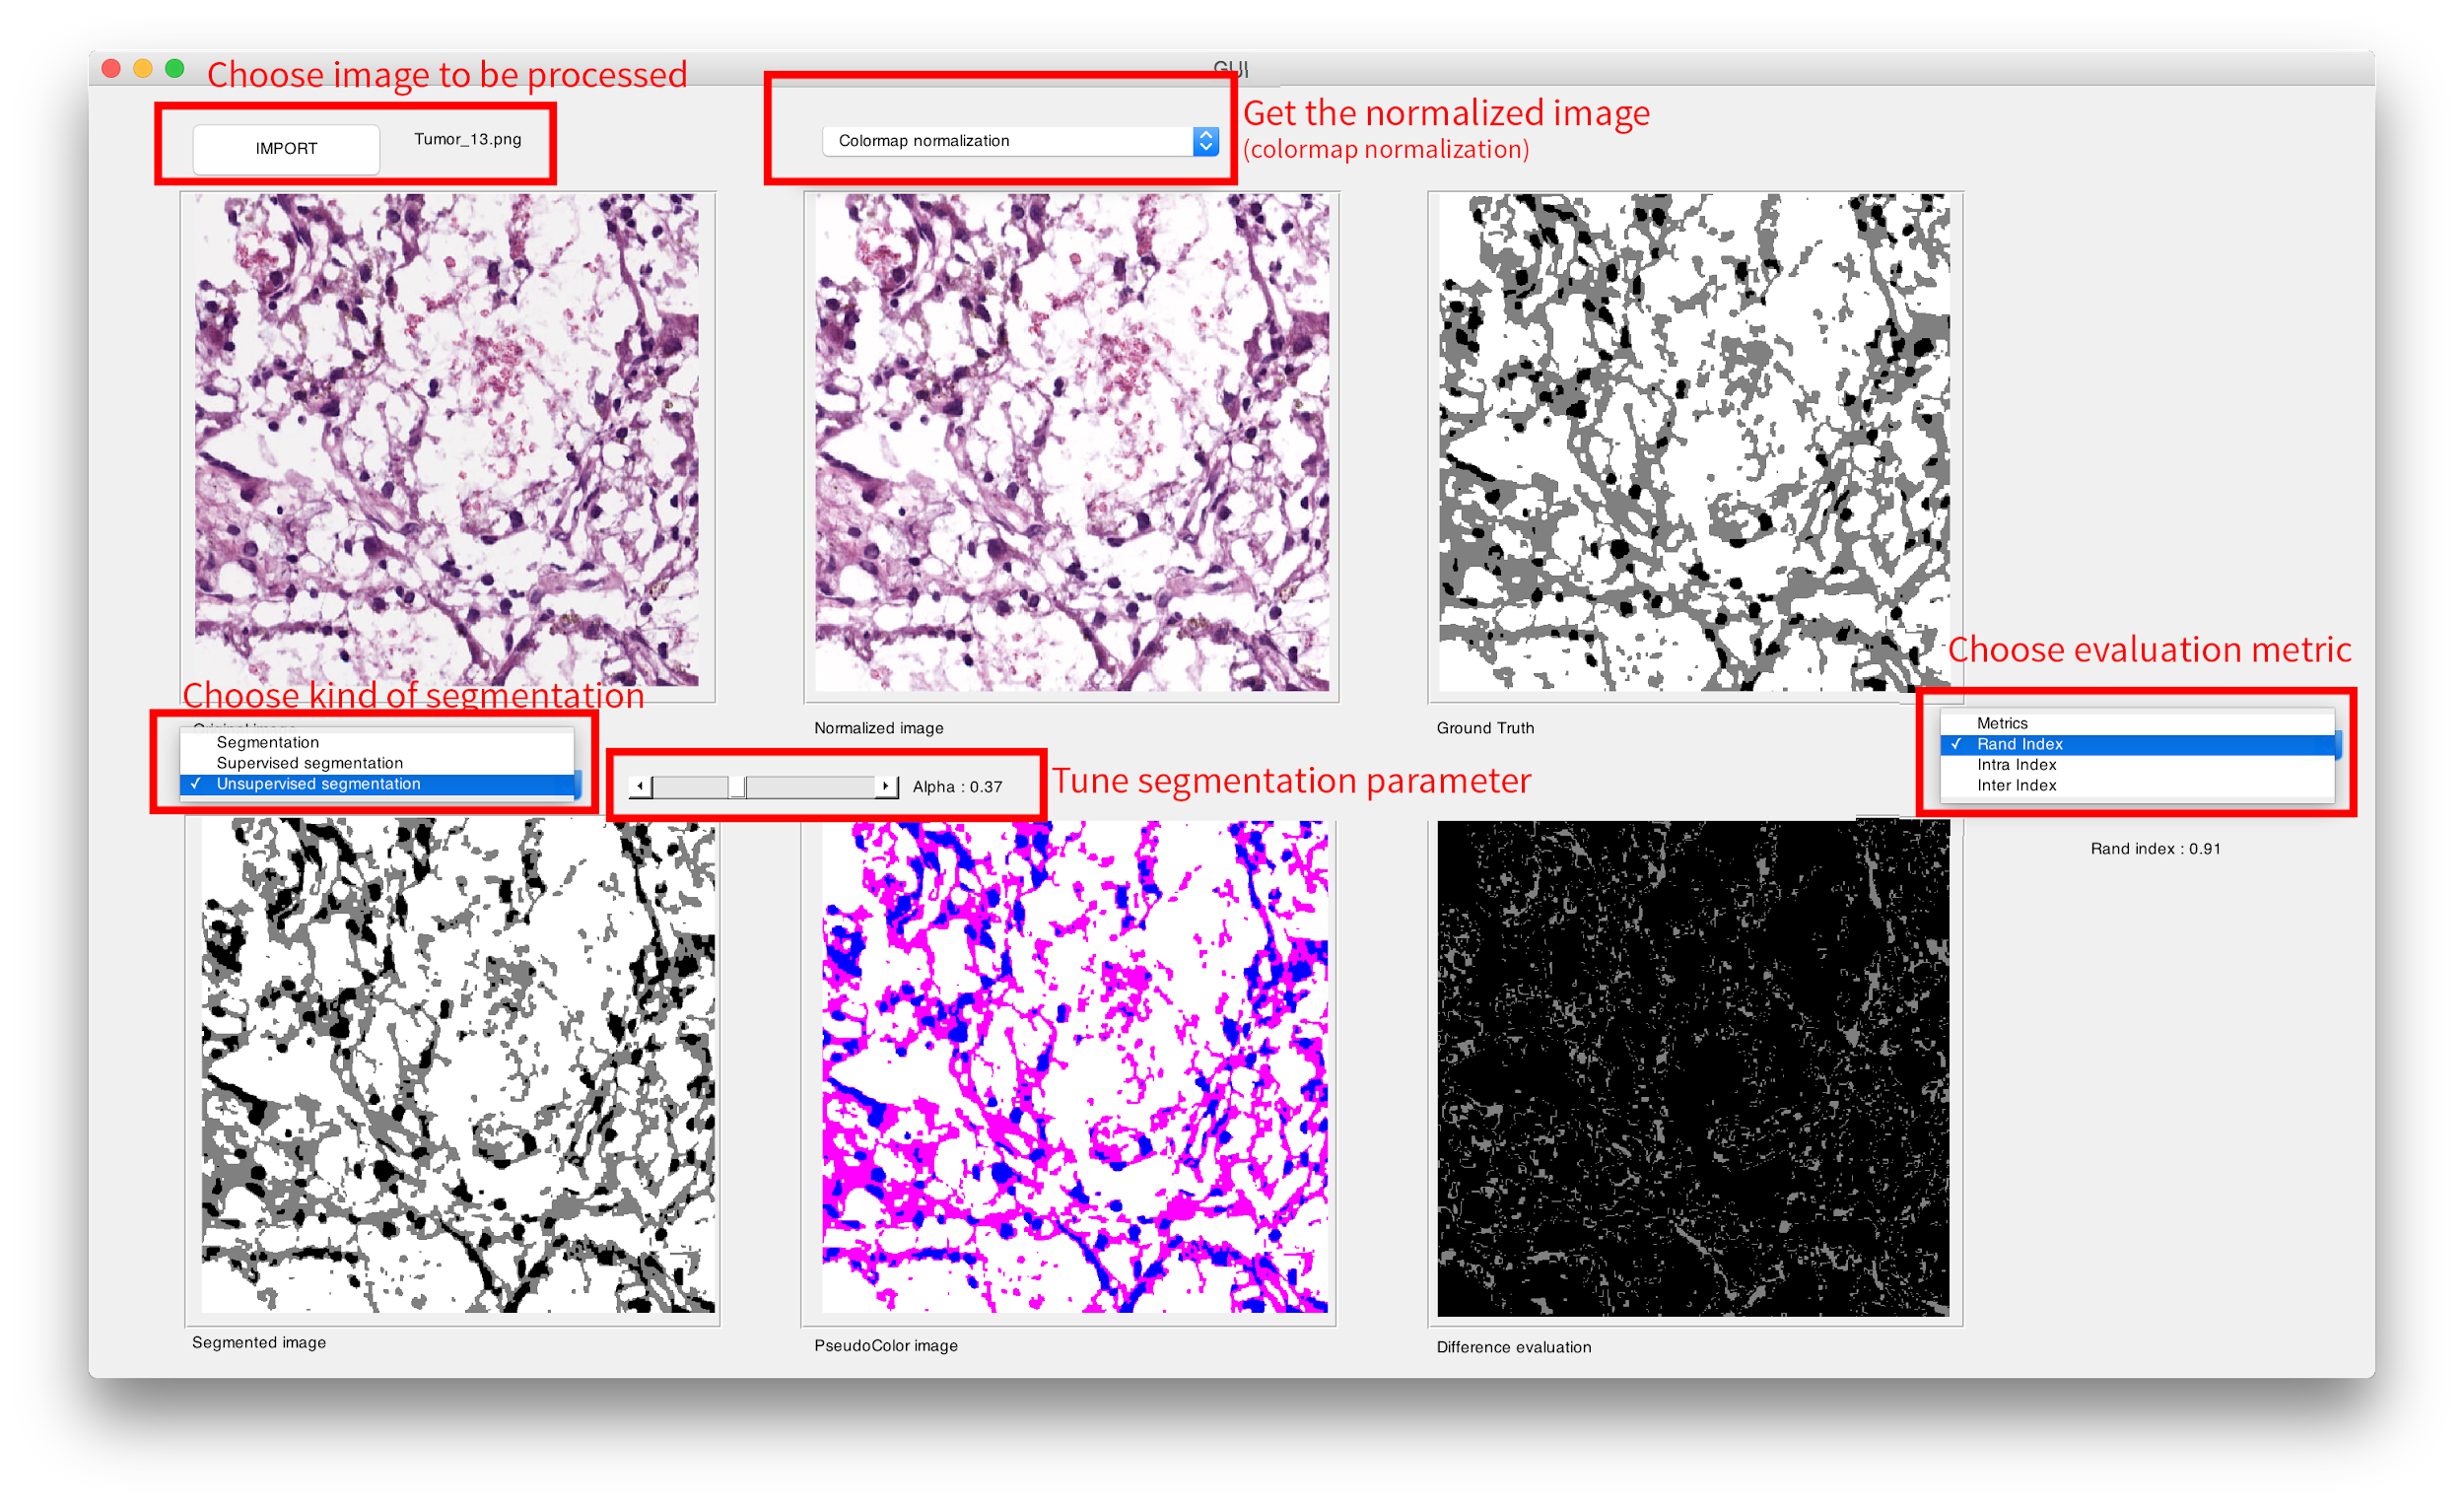 GUI
Choose image to be processed
IMPORT
Tumor_13.png
Colormap normalization
Get the normalized image
(colormap normalization)
Choose kind of segmentation
Original image
Normalized image
Ground Truth
Choose evaluation metric
Segmentation
Supervised segmentation
✓ Unsupervised segmentation
Alpha : 0.37
Tune segmentation parameter
Metrics
✓ Rand Index
Intra Index
Inter Index
Rand index : 0.91
Segmented image
PseudoColor image
Difference evaluation